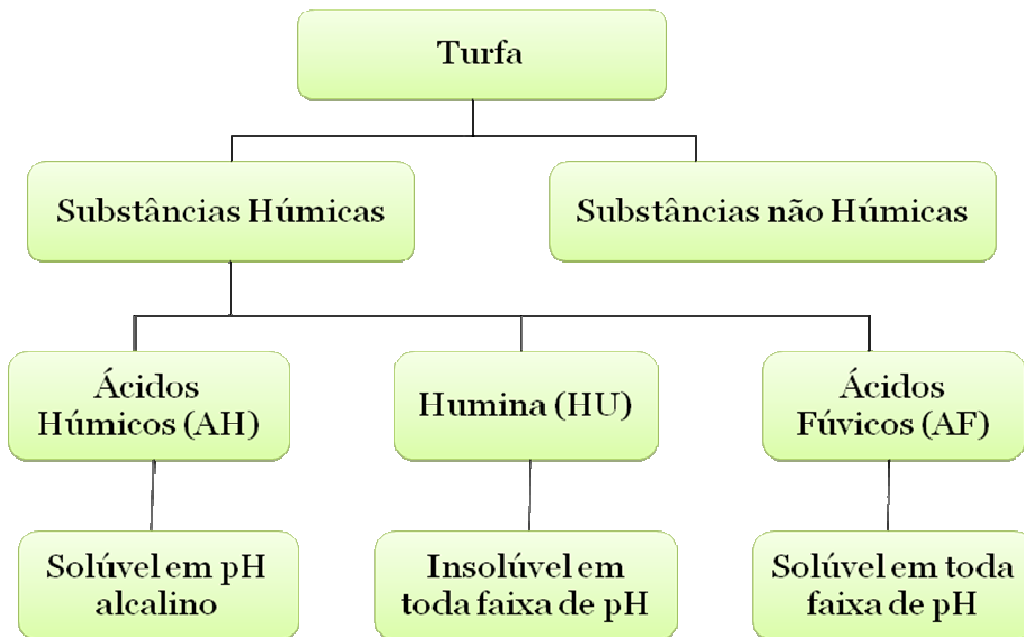 Turfa
Substâncias Húmicas
Substâncias não Húmicas
Ácidos
Húmicos (AH)
Humina (HU)
Ácidos
Fúvicos (AF)
Solúvel em pH
alcalino
Insolúvel em
toda faixa de pH
Solúvel em toda
faixa de pH